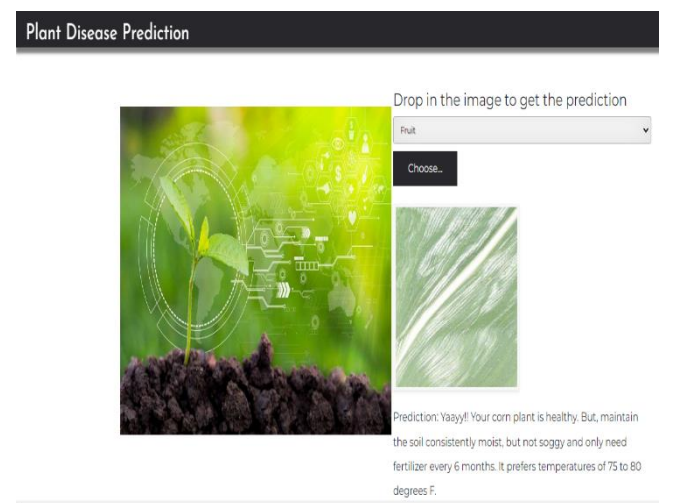 Plant Disease Prediction
Drop in the image to get the prediction
Fruit
Choose...
Prediction: Yaayy!! Your corn plant is healthy. But, maintain
the soil consistently moist, but not soggy and only need
fertilizer every 6 months. It prefers temperatures of 75 to 80
degrees F.